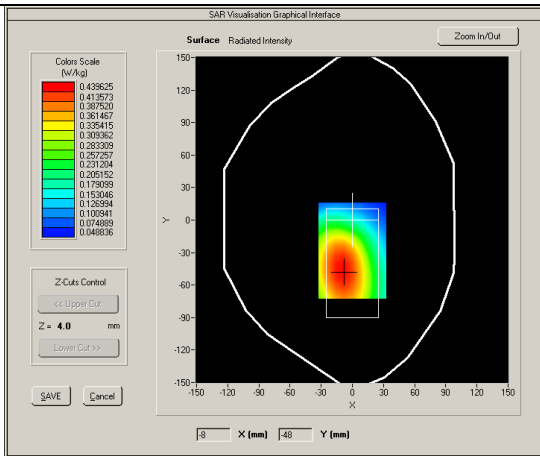 SAR Visualisation Graphical Interface
Surface Radiated Intensity
Zoom In/Out
Colors Scale
(W/kg)
0.439625
0.413573
0.387520
0.361467
0.335415
0.309362
0.283309
0.257257
0.231204
0.205152
0.179099
0.153046
0.126994
0.100941
0.074889
0.048836
Z-Cuts Control
<< Upper Cut
Z = 4.0 mm
Lower Cut >>
SAVE
Cancel
150
120
90
60
30
0
-30
-60
-90
-120
-150
Y
-150 -120 -90 -60 -30 0 30 60 90 120 150
X
-8 X (mm) -48 Y (mm)